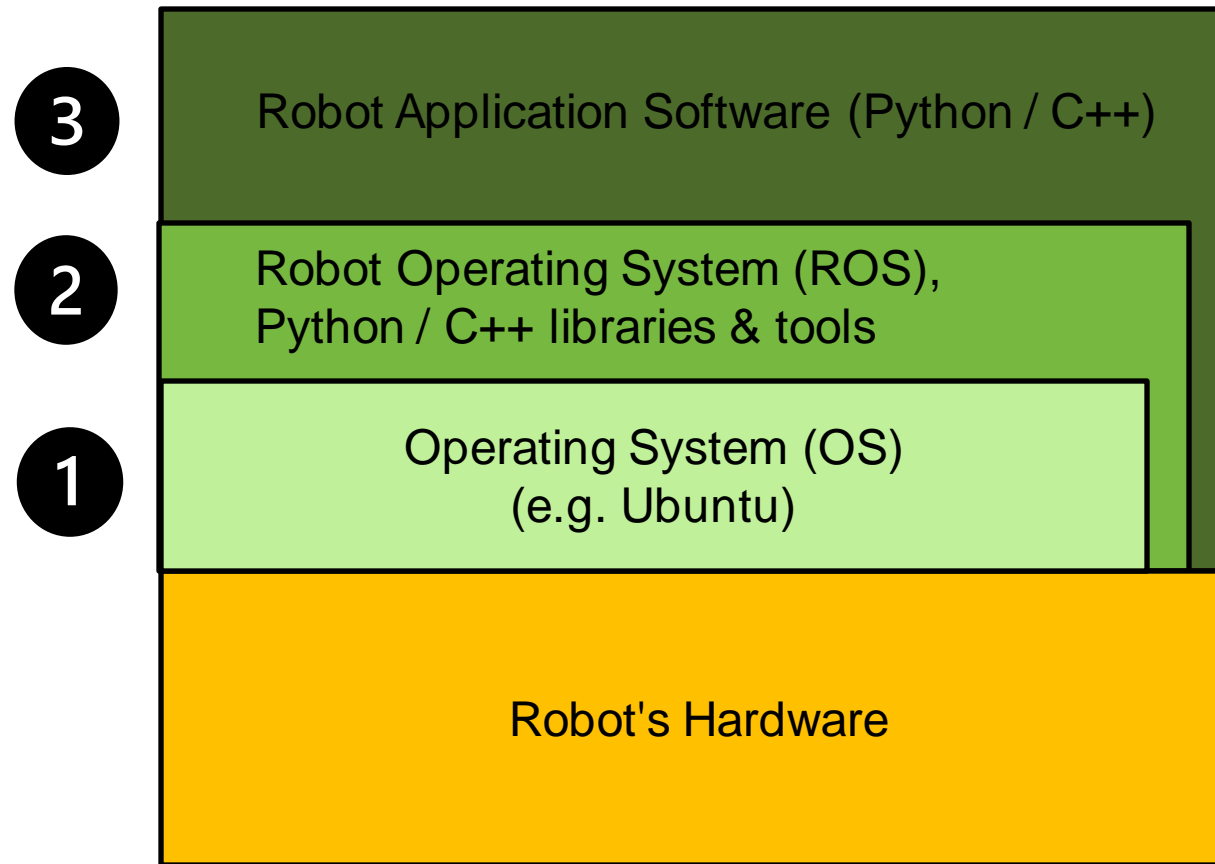 3
Robot Application Software (Python / C++)
2
Robot Operating System (ROS),
Python / C++ libraries & tools
1
Operating System (OS)
(e.g. Ubuntu)
Robot's Hardware